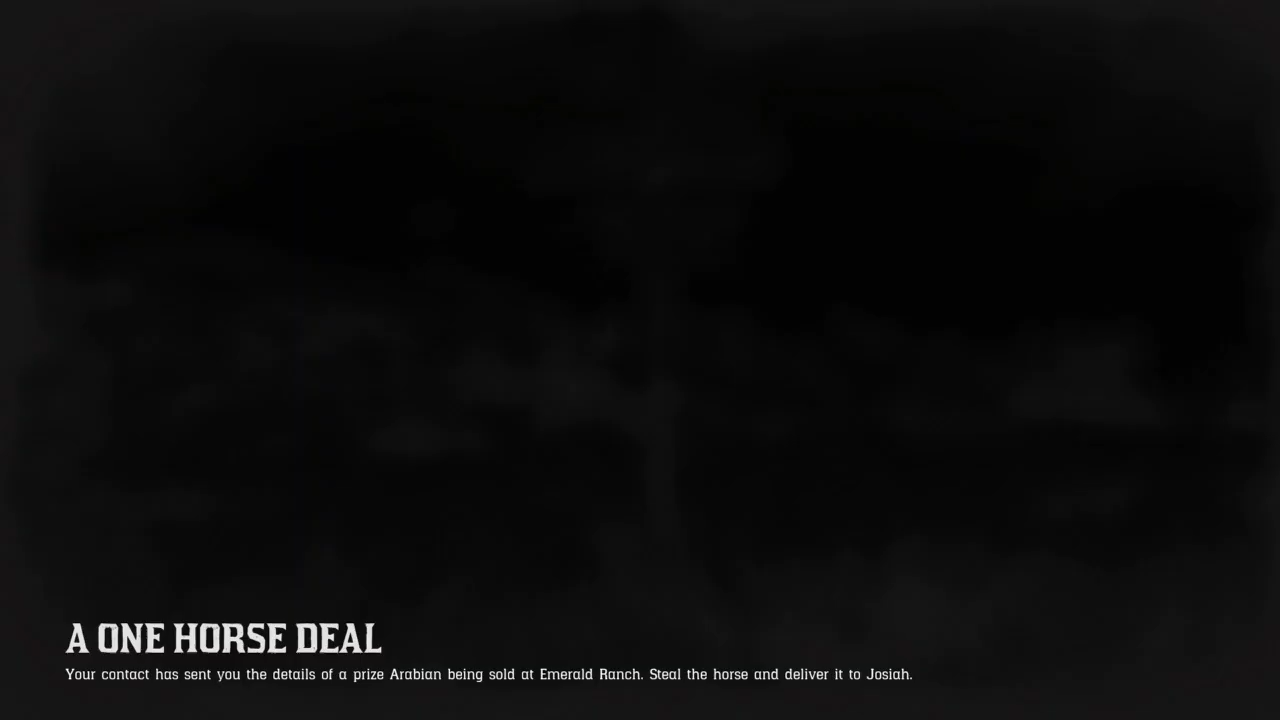 A ONE HORSE DEAL
Your contact has sent you the details of a prize Arabian being sold at Emerald Ranch. Steal the horse and deliver it to Josiah.